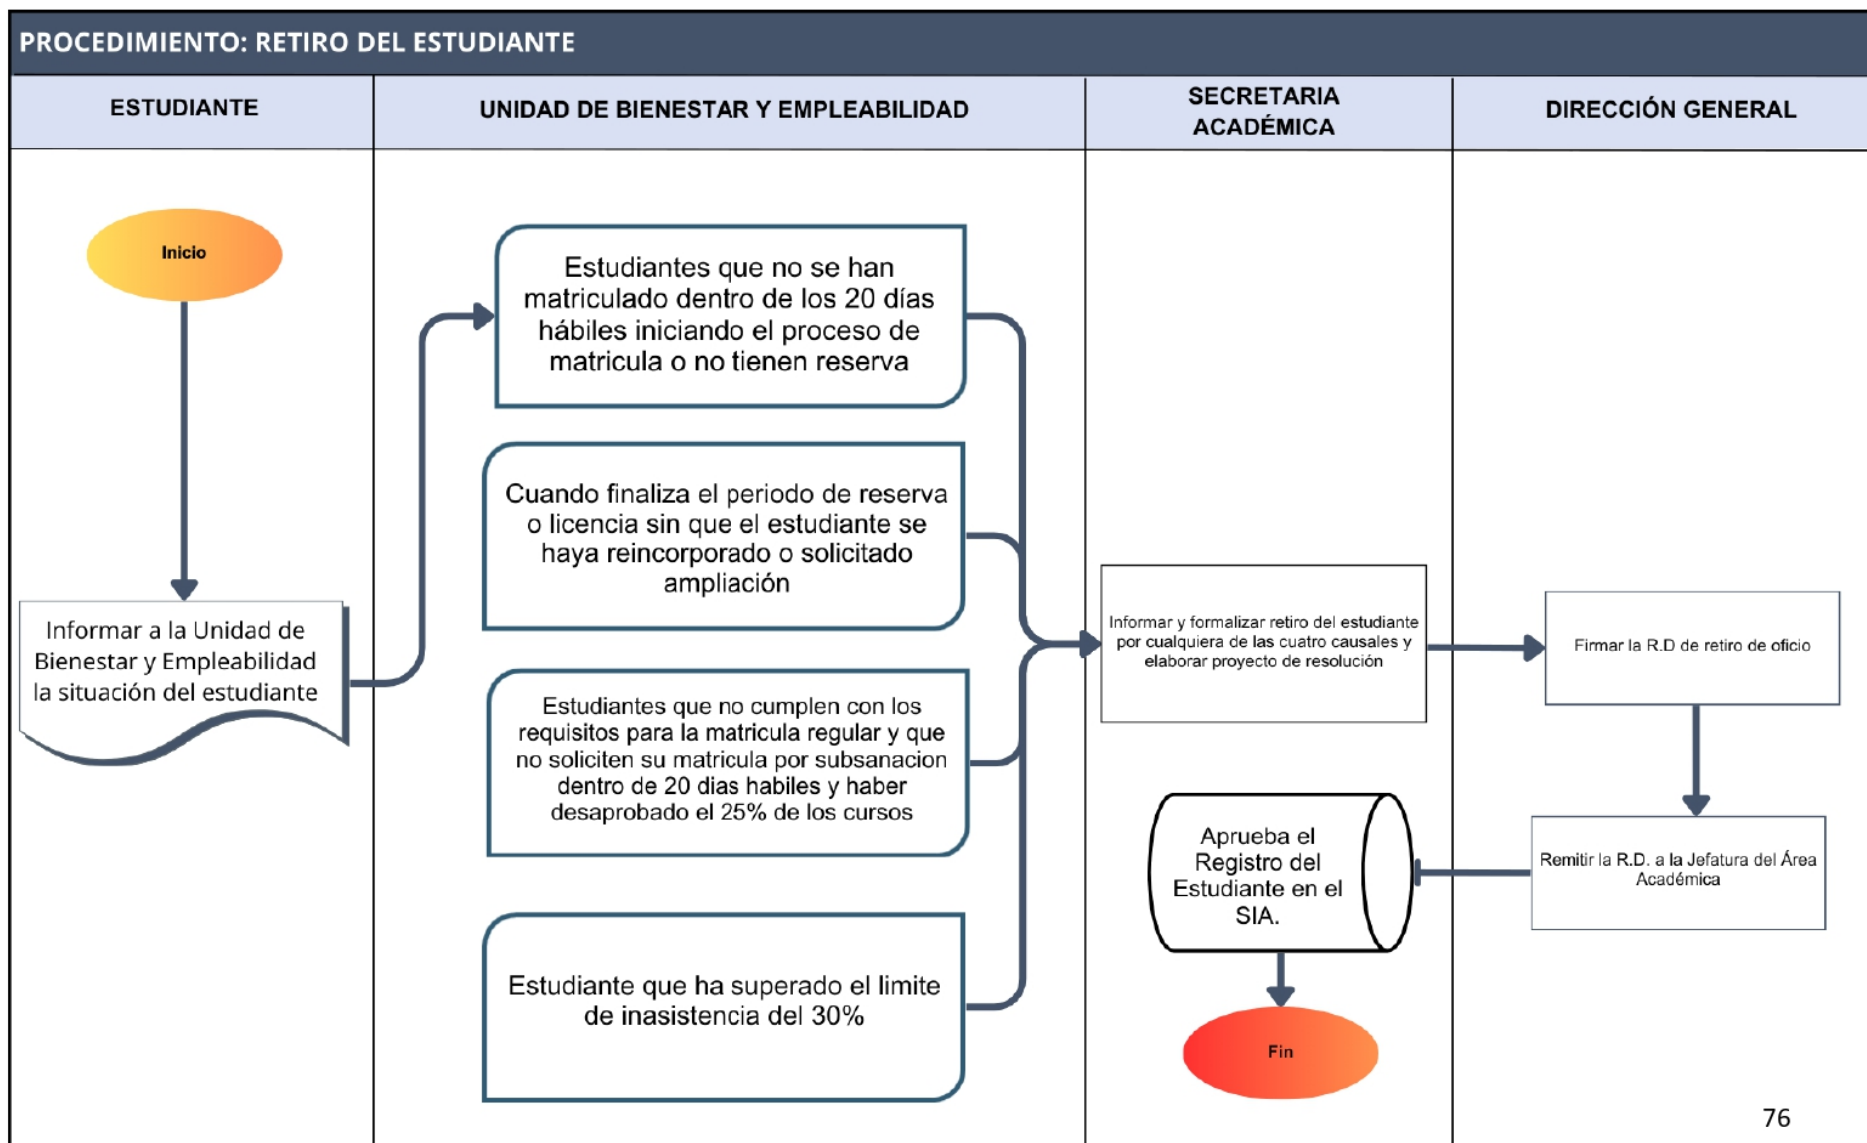 PROCEDIMIENTO: RETIRO DEL ESTUDIANTE
ESTUDIANTE
UNIDAD DE BIENESTAR Y EMPLEABILIDAD
SECRETARIA
ACADÉMICA
DIRECCIÓN GENERAL
Inicio
Informar a la Unidad de
Bienestar y Empleabilidad
la situación del estudiante
Estudiantes que no se han
matriculado dentro de los 20 días
hábiles iniciando el proceso de
matricula o no tienen reserva
Cuando finaliza el periodo de reserva
o licencia sin que el estudiante se
haya reincorporado o solicitado
ampliación
Estudiantes que no cumplen con los
requisitos para la matricula regular y que
no soliciten su matricula por subsanacion
dentro de 20 dias habiles y haber
desaprobado el 25% de los cursos
Estudiante que ha superado el limite
de inasistencia del 30%
Informar y formalizar retiro del estudiante
por cualquiera de las cuatro causales y
elaborar proyecto de resolución
Firmar la R.D de retiro de oficio
Remitir la R.D. a la Jefatura del Área
Académica
Aprueba el
Registro del
Estudiante en el
SIA.
Fin
76